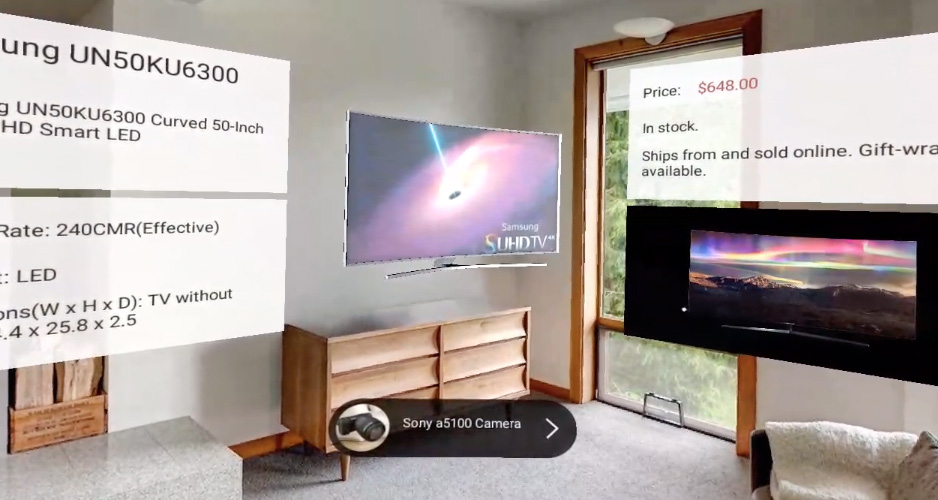 ung UN50KU6300
g UN50KU6300 Curved 50-Inch
HD Smart LED
Rate: 240CMR(Effective)
: LED
ons(W x H x D): TV without
.4 x 25.8 x 2.5
Samsung
SUHDTV 4K
Price: $648.00
In stock.
Ships from and sold online. Gift-wra
available.
Sony a5100 Camera